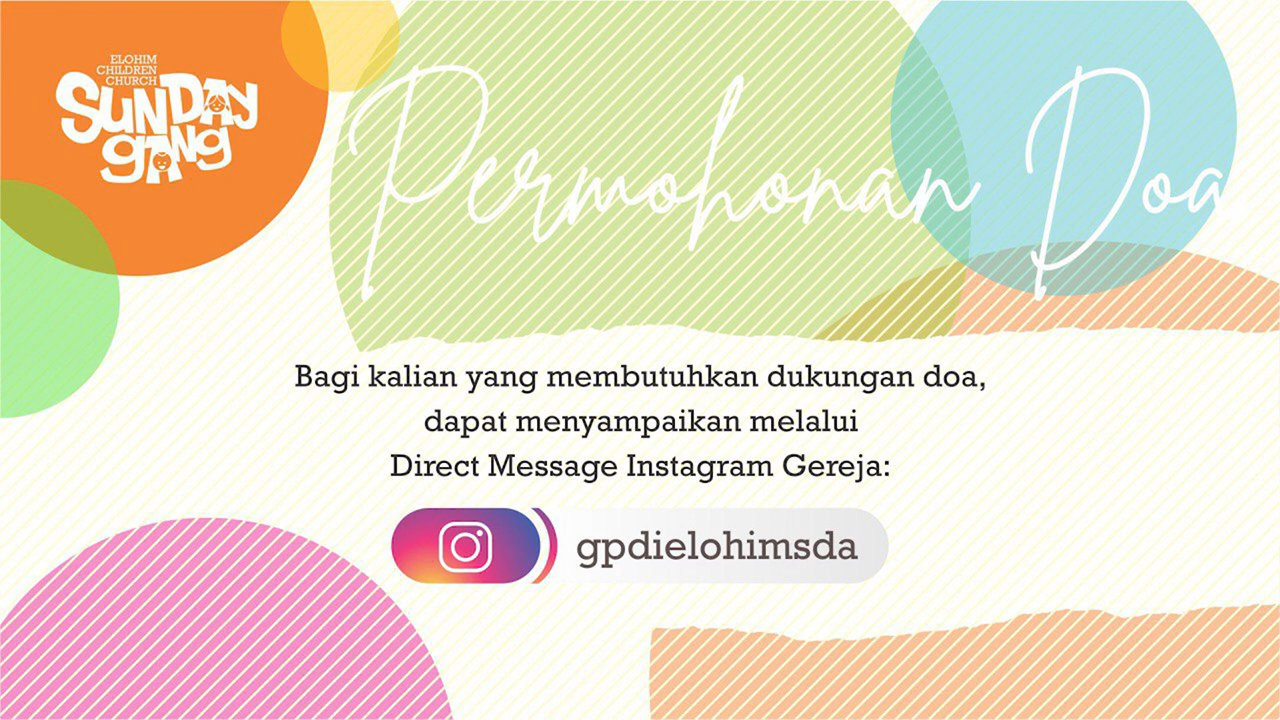 ELOHIM
CHILDREN
CHURCH
SUNDAY
gANg
Permohonan Doa
Bagi kalian yang membutuhkan dukungan doa,
dapat menyampaikan melalui
Direct Message Instagram Gereja:
gpdielohimsda